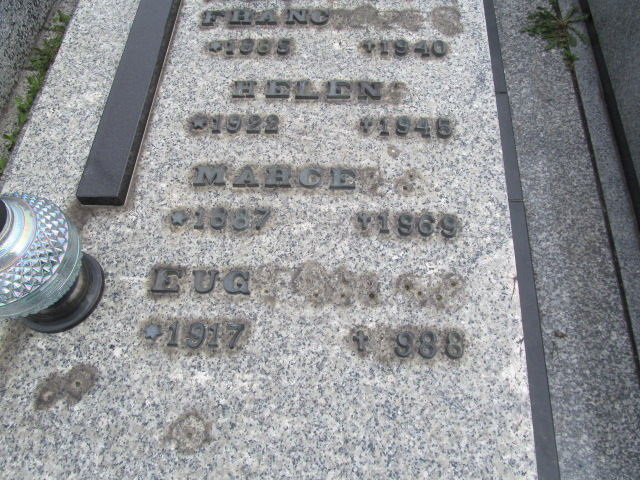 FRANC
*1885 †1940
HELEN
*1922 †1945
MARCE
*1887 †1969
EUG
*1917 † 988